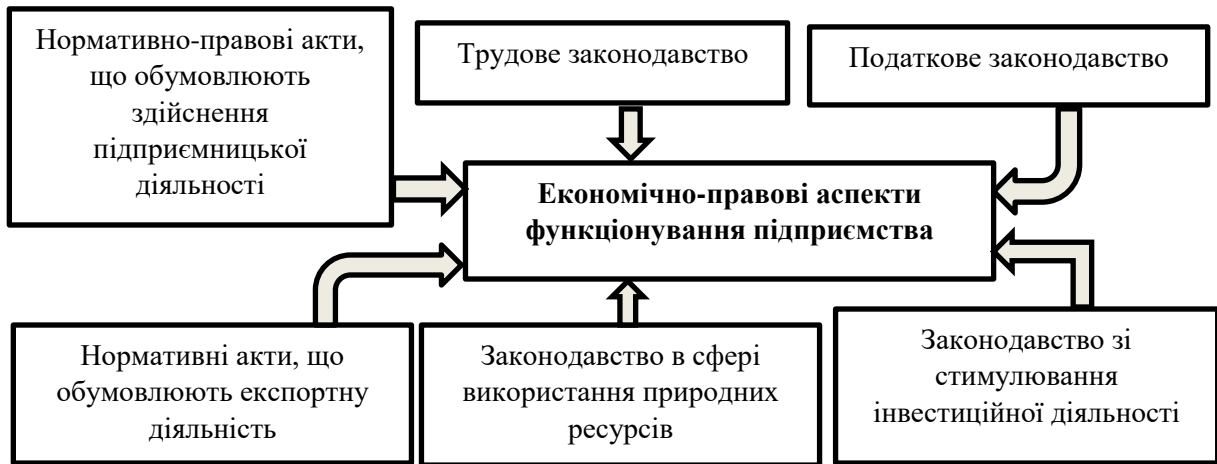 Нормативно-правові акти,
що обумовлюють
здійснення
підприємницької
діяльності
Трудове законодавство
Податкове законодавство
Економічно-правові аспекти
функціонування підприємства
Нормативні акти, що
обумовлюють експортну
діяльність
Законодавство в сфері
використання природних
ресурсів
Законодавство зі
стимулювання
інвестиційної діяльності